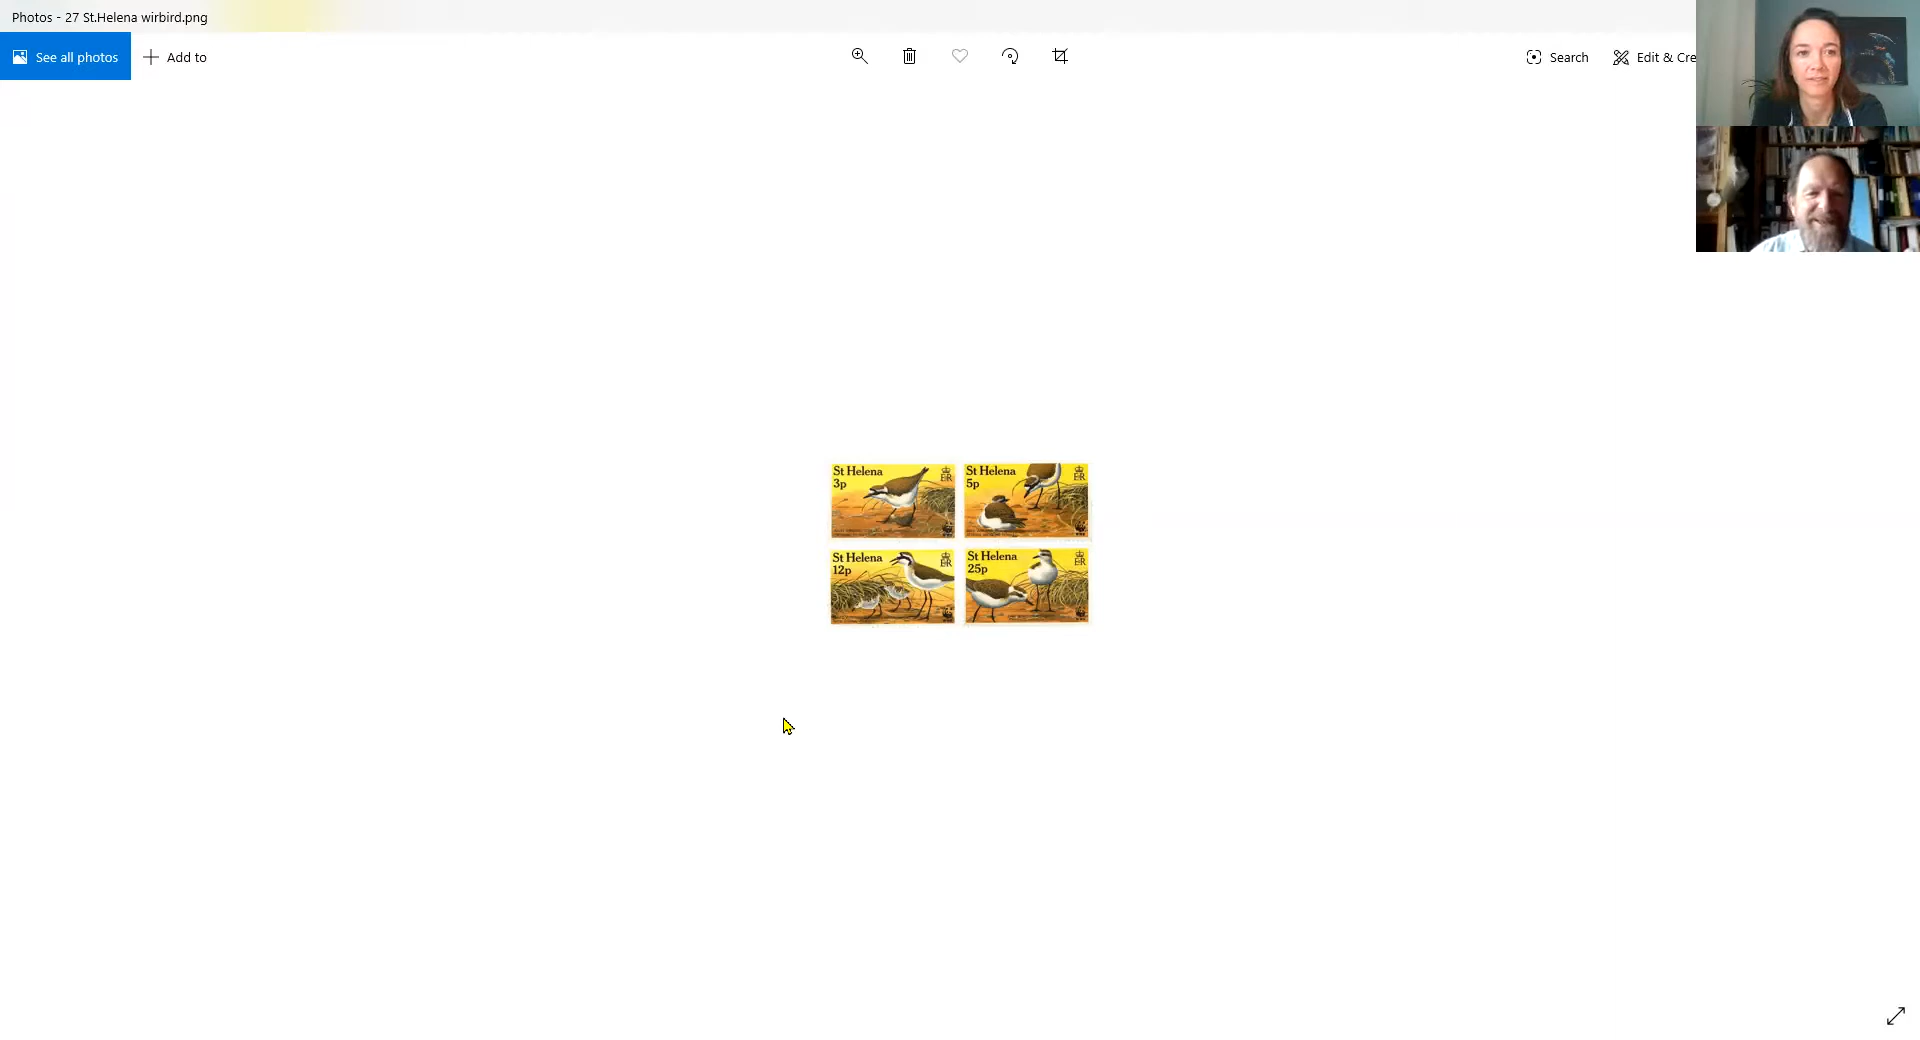 Photos - 27 St.Helena wirbird.png
See all photos
Add to
Search
Edit & Cre
St Helena
3p
St Helena
5p
St Helena
12p
St Helena
25p